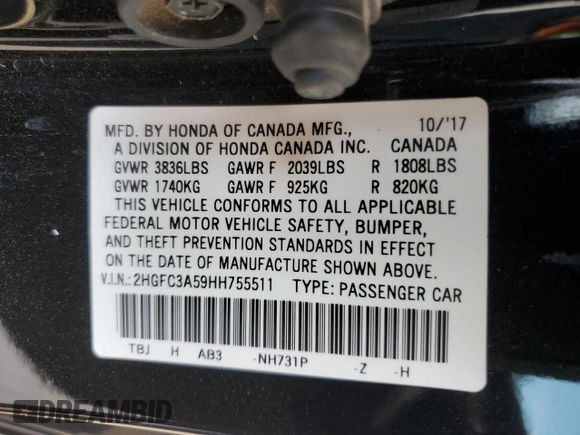 MFD. BY HONDA OF CANADA MFG., 10/'17
A DIVISION OF HONDA CANADA INC. CANADA
GVWR 3836LBS GAWR F 2039LBS R 1808LBS
GVWR 1740KG GAWR F 925KG R 820KG
THIS VEHICLE CONFORMS TO ALL APPLICABLE
FEDERAL MOTOR VEHICLE SAFETY, BUMPER,
AND THEFT PREVENTION STANDARDS IN EFFECT
ON THE DATE OF MANUFACTURE SHOWN ABOVE.
V.I.N.: 2HGFC3A59HH755511 TYPE: PASSENGER CAR
TBJ H AB3 -NH731P -Z -H
DREAMBID